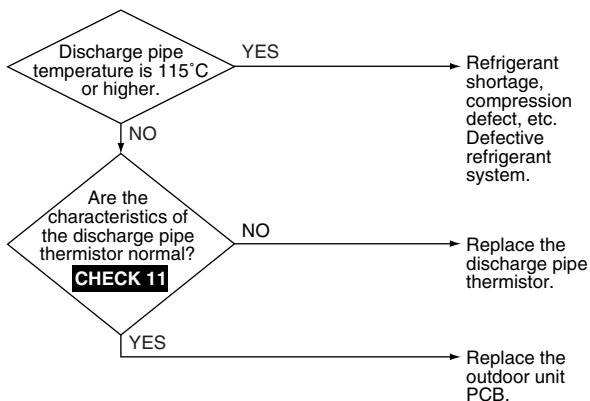 Discharge pipe
temperature is 115˚C
or higher.
YES
Refrigerant
shortage,
compression
defect, etc.
Defective
refrigerant
system.
NO
Are the
characteristics of
the discharge pipe
thermistor normal?
CHECK 11
NO
Replace the
discharge pipe
thermistor.
YES
Replace the
outdoor unit
PCB.